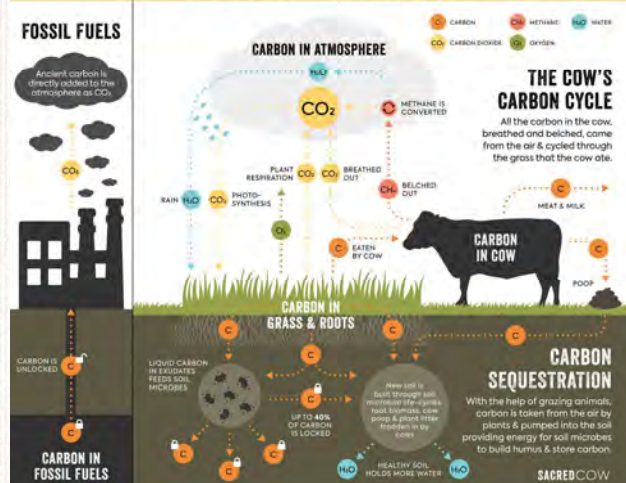 FOSSIL FUELS
Ancient carbon is
directly added to the
atmosphere as CO₂
CO₂
CARBON IS
UNLOCKED
C
C
CARBON IN
FOSSIL FUELS
CARBON IN ATMOSPHERE
C CARBON
CH₄ METHANE
H₂O WATER
CO₂ CARBON DIOXIDE
O₂ OXYGEN
H₂O
CO₂
METHANE IS
CONVERTED
THE COW'S
CARBON CYCLE
All the carbon in the cow,
breathed and belched, came
from the air & cycled through
the grass that the cow ate.
PLANT
RESPIRATION
CO₂
CO₂
BREATHED
OUT
RAIN
H₂O
CO₂
PHOTO-
SYNTHESIS
CH₄
BELCHED
OUT
C
MEAT & MILK
O₂
C
EATEN
BY COW
CARBON
IN COW
C
POOP
CARBON IN
GRASS & ROOTS
C
C
C
C
LIQUID CARBON
IN EXUDATES
FEEDS SOIL
MICROBES
C
UP TO 40%
OF CARBON
IS LOCKED
New soil is
built through soil
microbial life-cycles,
root biomass, cow
poop & plant litter
trodden in by
cows
C
C
C
H₂O
HEALTHY SOIL
HOLDS MORE WATER
H₂O
CARBON
SEQUESTRATION
With the help of grazing animals,
carbon is taken from the air by
plants & pumped into the soil
providing energy for soil microbes
to build humus & store carbon.
SACREDCOW